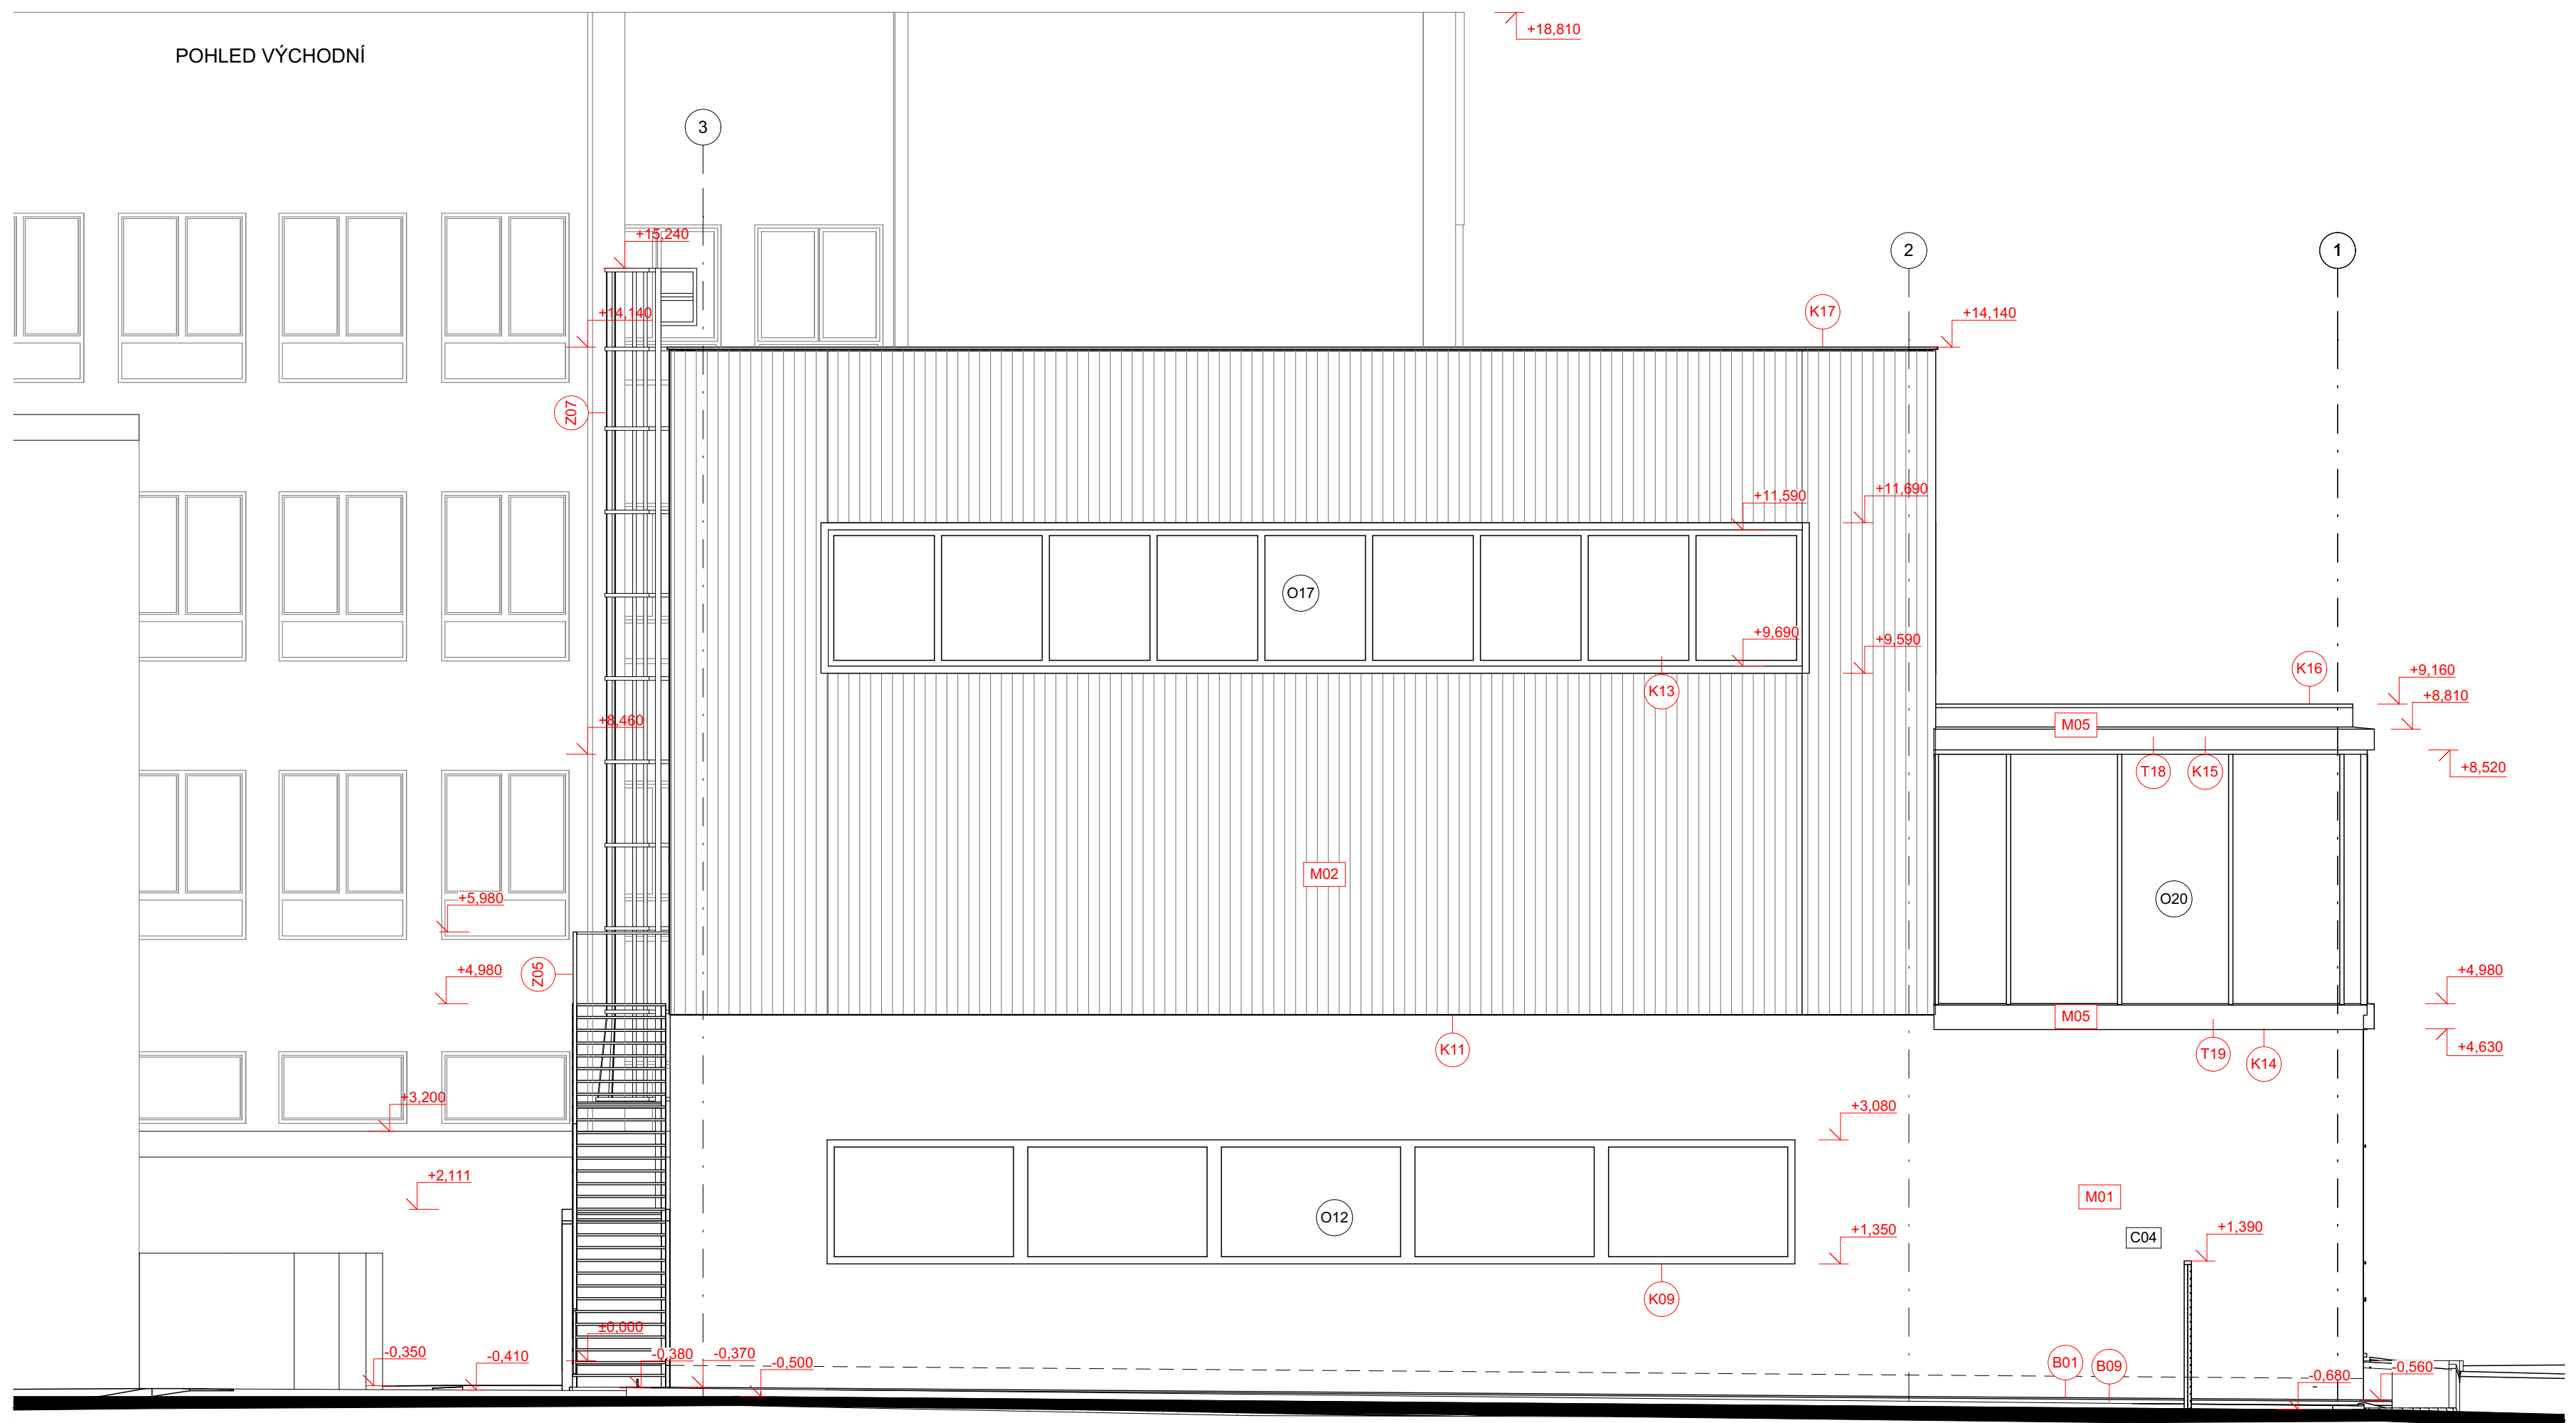 +18,810
POHLED VÝCHODNÍ
3
+15,240
2
1
+14,140
K17
+14,140
Z07
+11,590
+11,690
O17
+9,690
+9,590
K13
K16
+9,160
+8,810
+8,460
M05
+8,520
T18
K15
M02
+5,980
O20
Z05
+4,980
+4,980
M05
K11
T19
K14
+4,630
+3,200
+3,080
+2,111
M01
O12
+1,350
C04
+1,390
K09
±0,000
-0,350
-0,410
-0,380
-0,370
-0,500
B01
B09
-0,680
-0,560